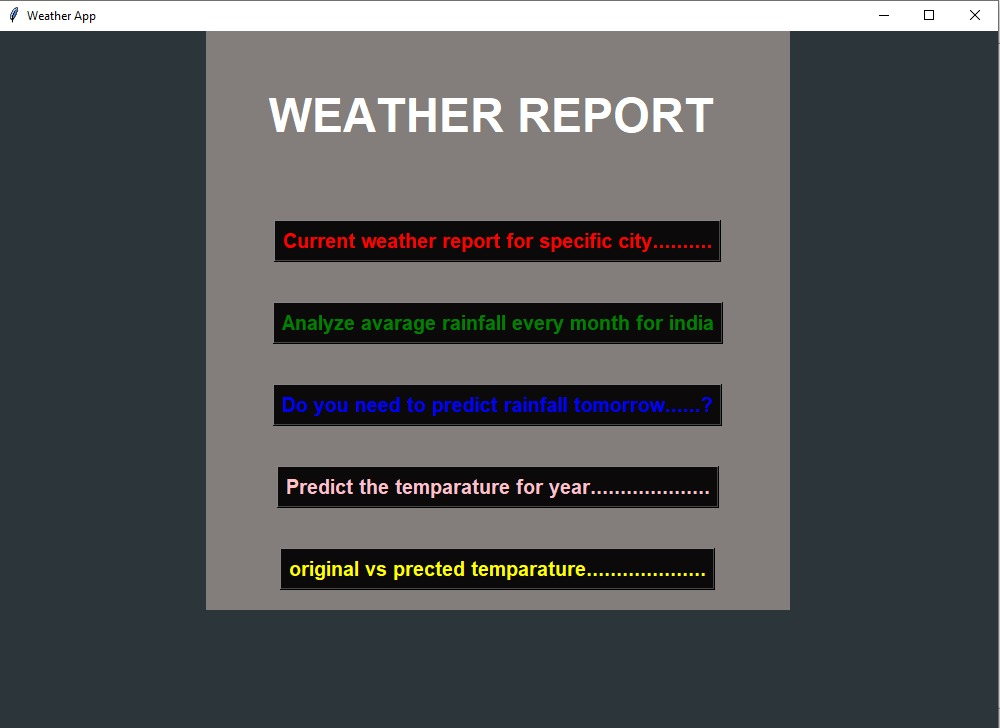 Weather App
WEATHER REPORT
Current weather report for specific city..........
Analyze avarage rainfall every month for india
Do you need to predict rainfall tomorrow......?
Predict the temparature for year....................
original vs prected temparature....................